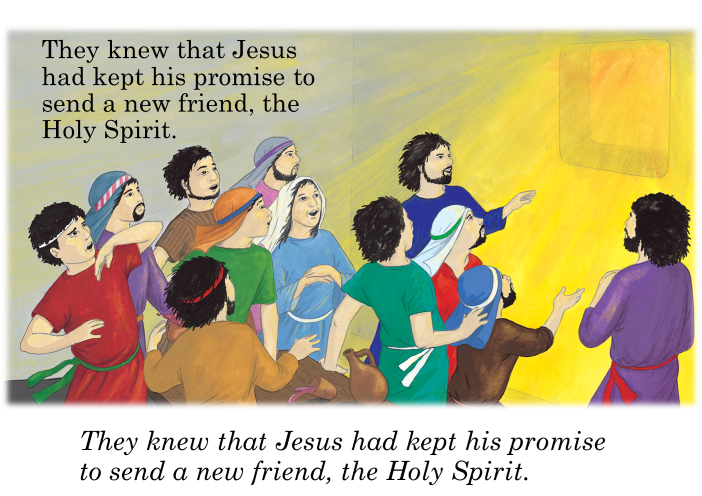 They knew that Jesus
had kept his promise to
send a new friend, the
Holy Spirit.
They knew that Jesus had kept his promise
to send a new friend, the Holy Spirit.